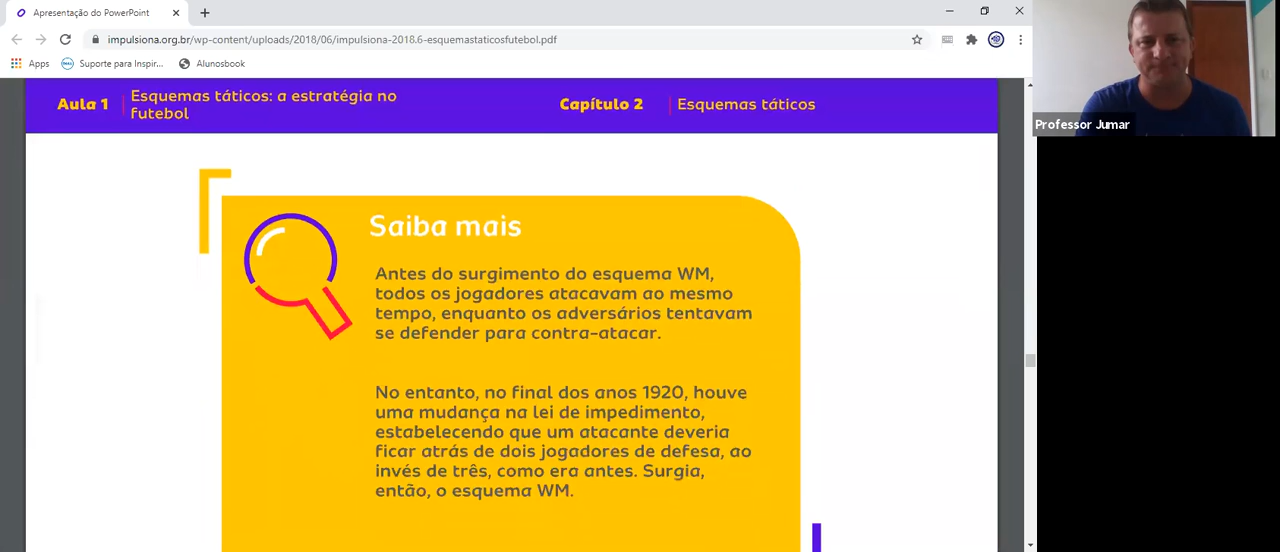 Apresentação do PowerPoint
impulsiona.org.br/wp-content/uploads/2018/06/impulsiona-2018.6-esquemastaticosfutebol.pdf
Apps
Suporte para Inspir...
Alunosbook
Aula 1
Esquemas táticos: a estratégia no
futebol
Capítulo 2
Esquemas táticos
Saiba mais
Antes do surgimento do esquema WM,
todos os jogadores atacavam ao mesmo
tempo, enquanto os adversários tentavam
se defender para contra-atacar.
No entanto, no final dos anos 1920, houve
uma mudança na lei de impedimento,
estabelecendo que um atacante deveria
ficar atrás de dois jogadores de defesa, ao
invés de três, como era antes. Surgia,
então, o esquema WM.
Professor Jumar